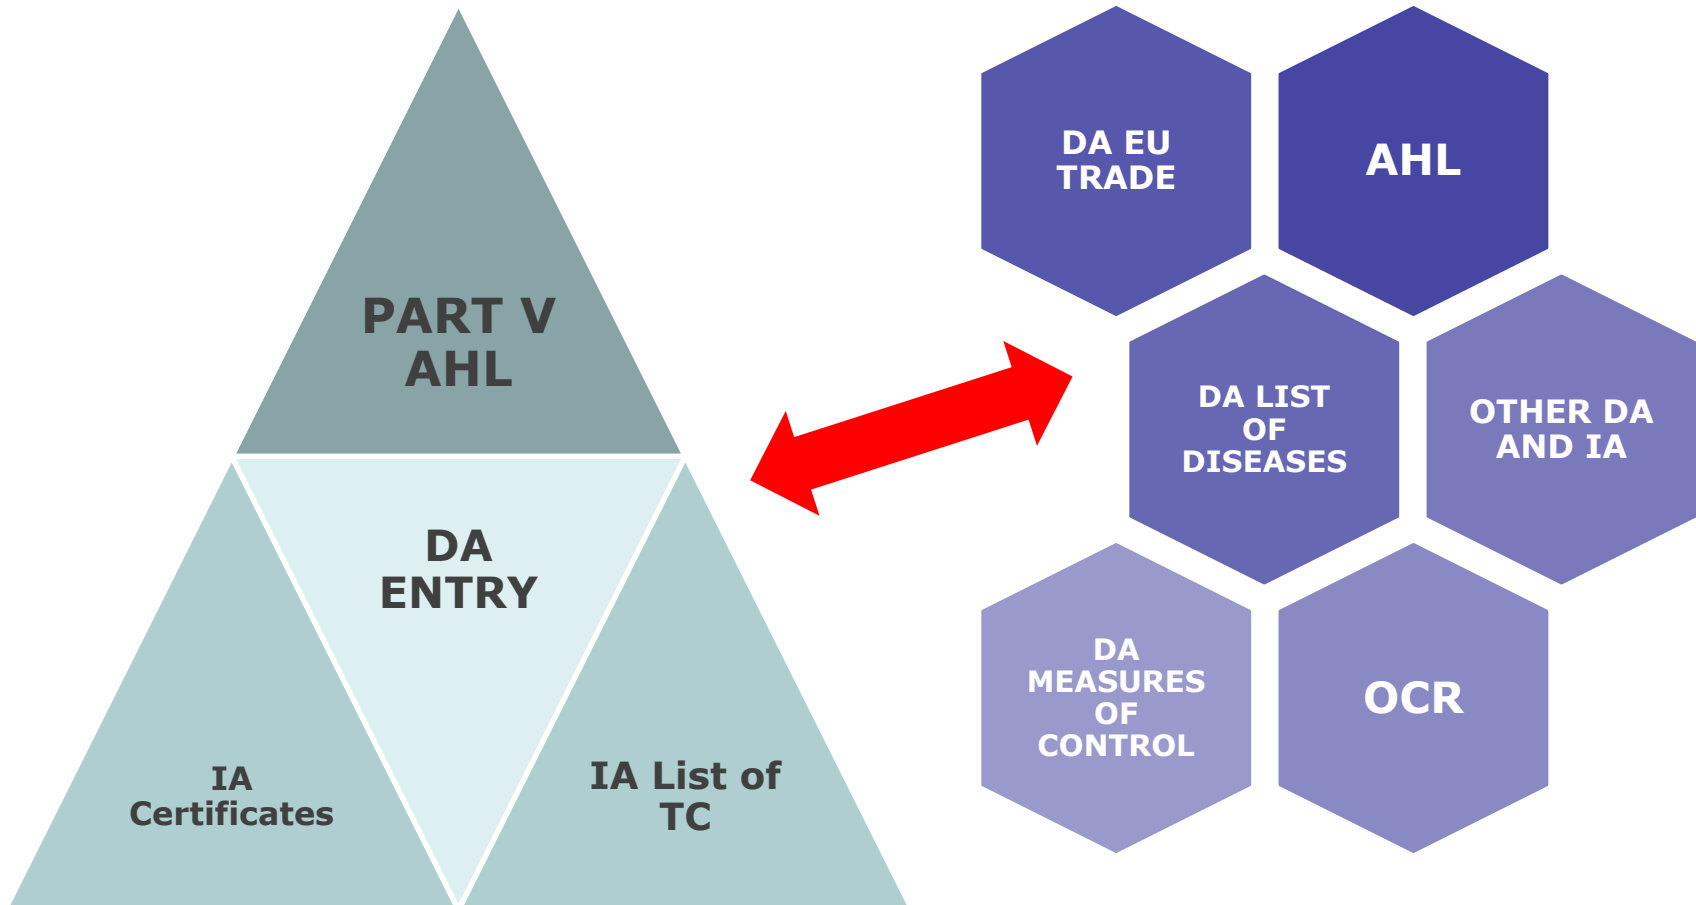 PART V
AHL
DA
ENTRY
IA
Certificates
IA List of
TC
DA EU
TRADE
AHL
DA LIST
OF
DISEASES
OTHER DA
AND IA
DA
MEASURES
OF
CONTROL
OCR